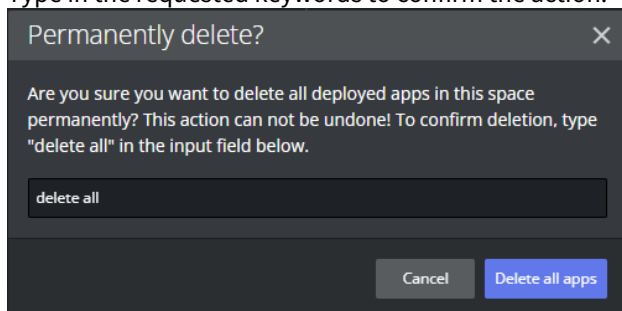 Type in the requested keywords to confirm the action.
Permanently delete?
Are you sure you want to delete all deployed apps in this space
permanently? This action can not be undone! To confirm deletion, type
"delete all" in the input field below.
delete all
Cancel
Delete all apps